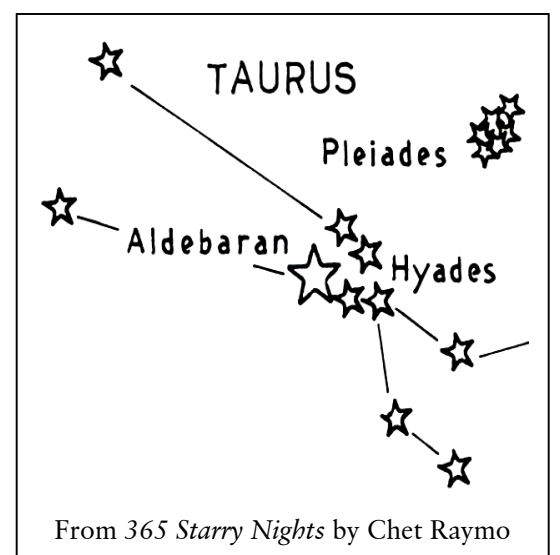 TAURUS
Pleiades
Aldebaran
Hyades
From 365 Starry Nights by Chet Raymo